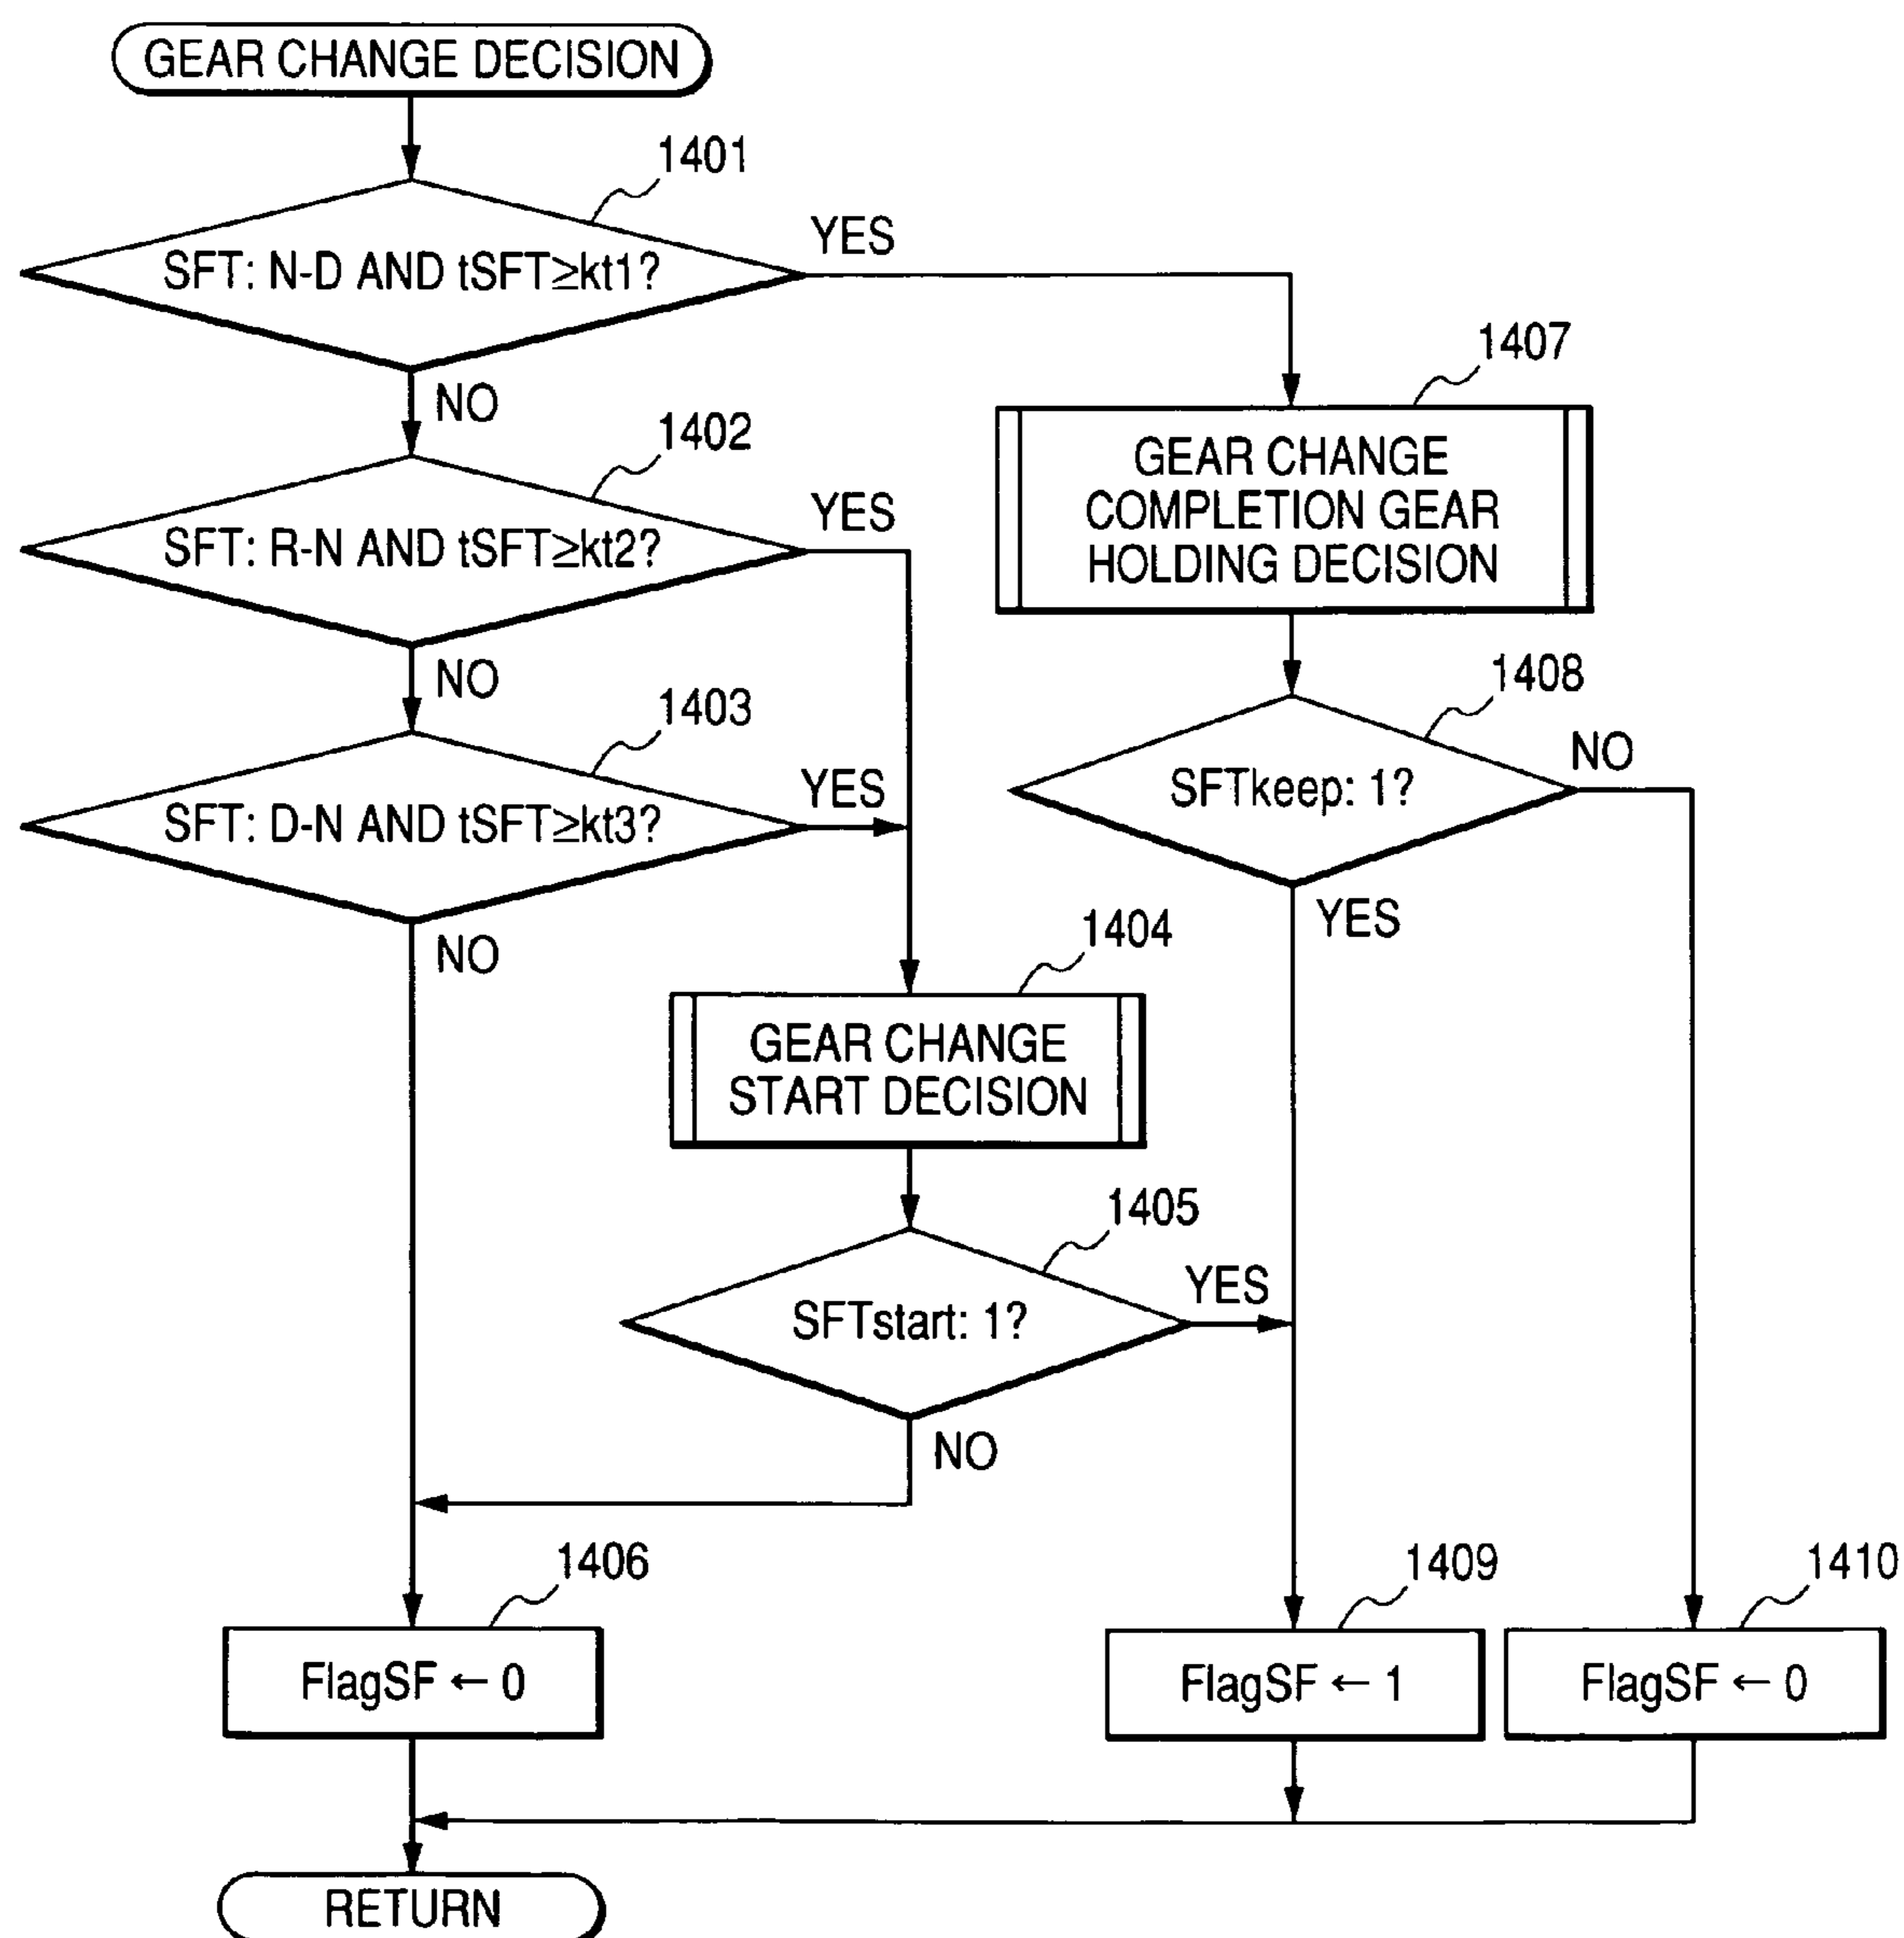 GEAR CHANGE DECISION
1401
SFT: N-D AND tSFT≥kt1?
YES
NO
1407
GEAR CHANGE
COMPLETION GEAR
HOLDING DECISION
1402
SFT: R-N AND tSFT≥kt2?
YES
NO
1408
SFTkeep: 1?
NO
YES
1403
SFT: D-N AND tSFT≥kt3?
YES
NO
1404
GEAR CHANGE
START DECISION
1405
SFTstart: 1?
YES
NO
1406
FlagSF ← 0
1409
FlagSF ← 1
1410
FlagSF ← 0
RETURN